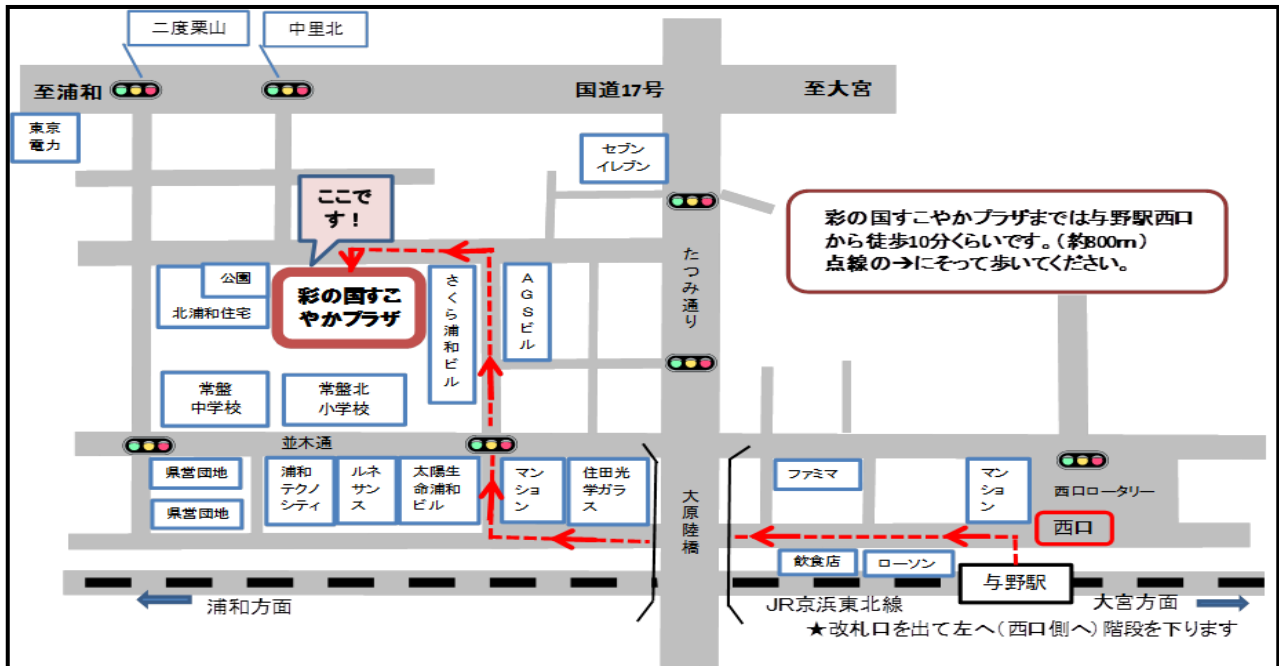 二度栗山
中里北
至浦和
国道17号
至大宮
東京
電力
セブン
イレブン
ここで
す！
彩の国すこやかプラザまでは与野駅西口
から徒歩10分くらいです。（約800m）
点線の→にそって歩いてください。
たつみ通り
公園
北浦和住宅
彩の国すこ
やかプラザ
さくら浦和ビル
AGSビル
常盤
中学校
常盤北
小学校
並木通
県営団地
県営団地
浦和
テクノ
シティ
ルネ
サン
ス
太陽生
命浦和
ビル
マン
ショ
ン
住田光
学ガラ
ス
大原陸橋
ファミマ
マン
ション
西口ロータリー
西口
飲食店
ローソン
与野駅
浦和方面
JR京浜東北線
大宮方面
★改札口を出て左へ（西口側へ）階段を下ります